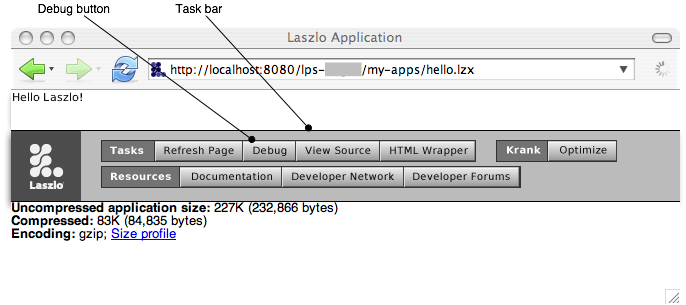 Debug button Task bar
Laszlo Application
http://localhost:8080/lps- /my-apps/hello.lzx
Hello Laszlo!
Tasks Refresh Page Debug View Source HTML Wrapper Krank Optimize
Laszlo
Resources Documentation Developer Network Developer Forums
Uncompressed application size: 227K (232,866 bytes)
Compressed: 83K (84,835 bytes)
Encoding: gzip; Size profile